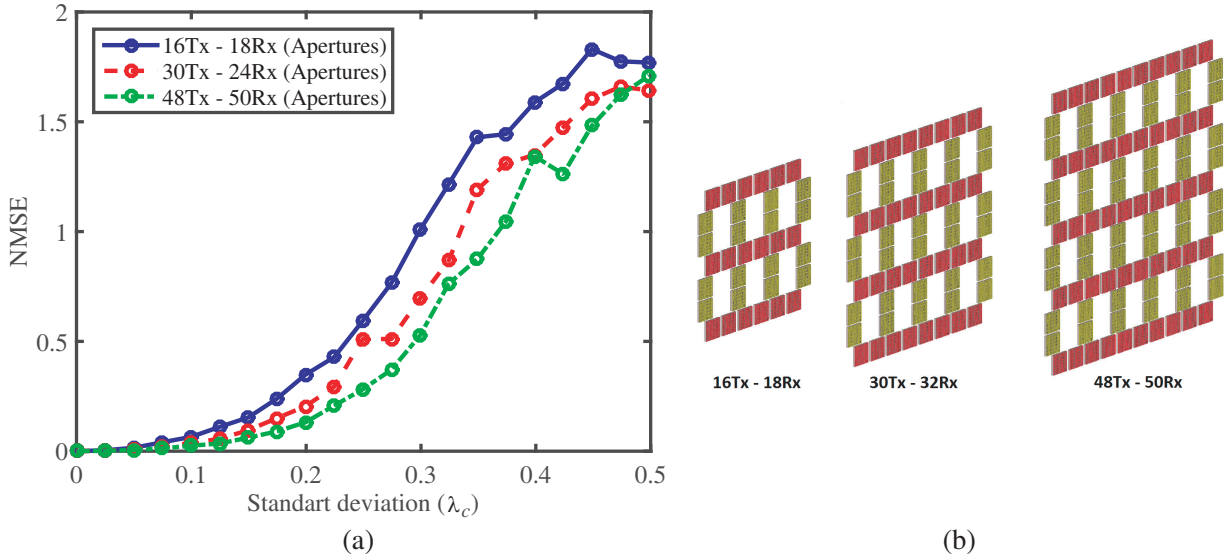 2
1.5
1
0.5
0
NMSE
16Tx - 18Rx (Apertures)
30Tx - 24Rx (Apertures)
48Tx - 50Rx (Apertures)
0 0.1 0.2 0.3 0.4 0.5
Standart deviation (λc)
(a)
16Tx - 18Rx
30Tx - 32Rx
48Tx - 50Rx
(b)